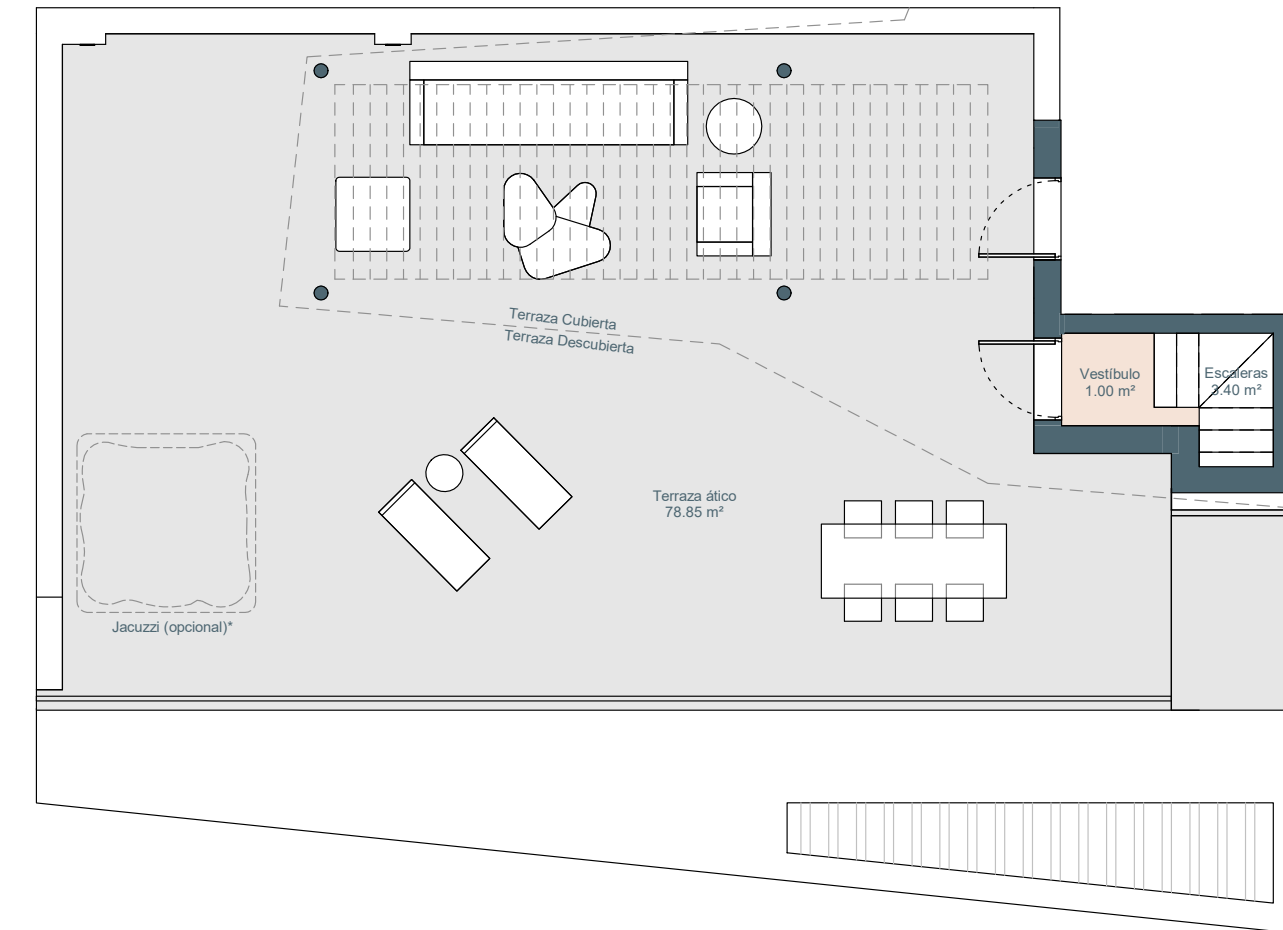 Terraza Cubierta
Terraza Descubierta
Vestíbulo
1.00 m²
Escaleras
3.40 m²
Terraza ático
78.85 m²
Jacuzzi (opcional)*